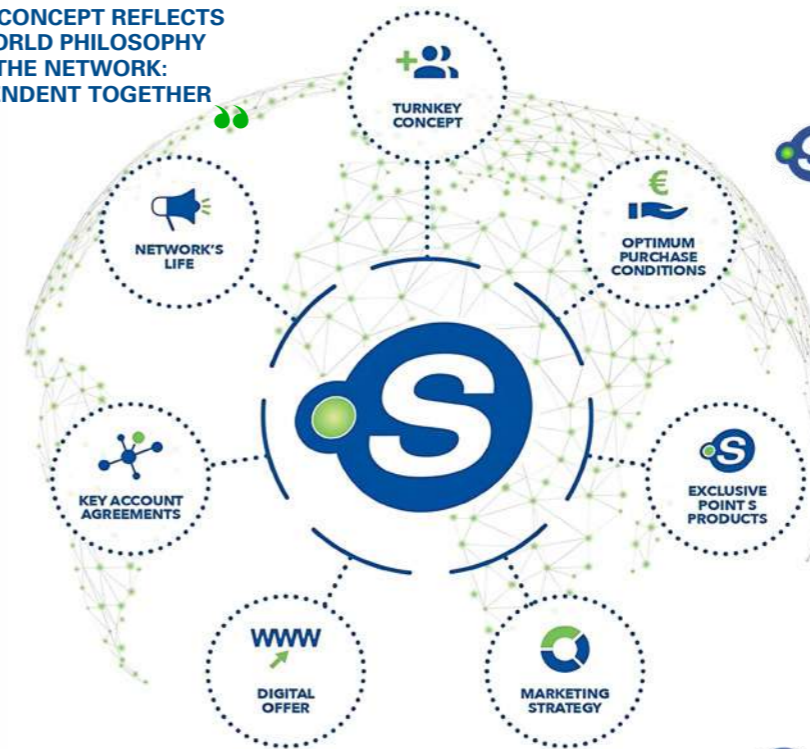 CONCEPT REFLECTS
ORLD PHILOSOPHY
THE NETWORK:
ENDENT TOGETHER
”
+
TURNKEY
CONCEPT
S
NETWORK'S
LIFE
€
OPTIMUM
PURCHASE
CONDITIONS
S
KEY ACCOUNT
AGREEMENTS
S
EXCLUSIVE
POINT S
PRODUCTS
WWW
DIGITAL
OFFER
MARKETING
STRATEGY